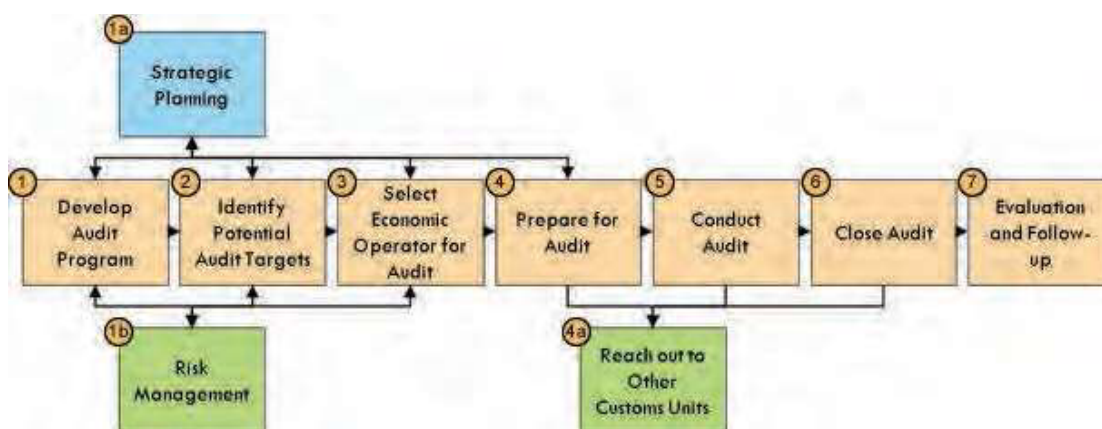 1a
Strategic
Planning
1
Develop
Audit
Program
2
Identify
Potential
Audit Targets
3
Select
Economic
Operator for
Audit
4
Prepare for
Audit
5
Conduct
Audit
6
Close Audit
7
Evaluation
and Follow-
up
1b
Risk
Management
4a
Reach out to
Other
Customs Units